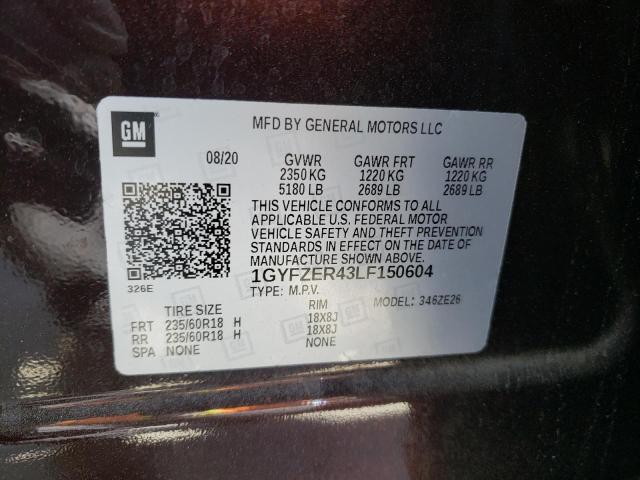 GM
MFD BY GENERAL MOTORS LLC
08/20 GVWR GAWR FRT GAWR RR
2350 KG 1220 KG 1220 KG
5180 LB 2689 LB 2689 LB
THIS VEHICLE CONFORMS TO ALL
APPLICABLE U.S. FEDERAL MOTOR
VEHICLE SAFETY AND THEFT PREVENTION
STANDARDS IN EFFECT ON THE DATE OF
MANUFACTURE SHOWN ABOVE.
326E
1GYFZER43LF150604
TYPE: M.P.V. MODEL: 346ZE26
TIRE SIZE RIM
FRT 235/60R18 H 18X8J
RR 235/60R18 H 18X8J
SPA NONE NONE